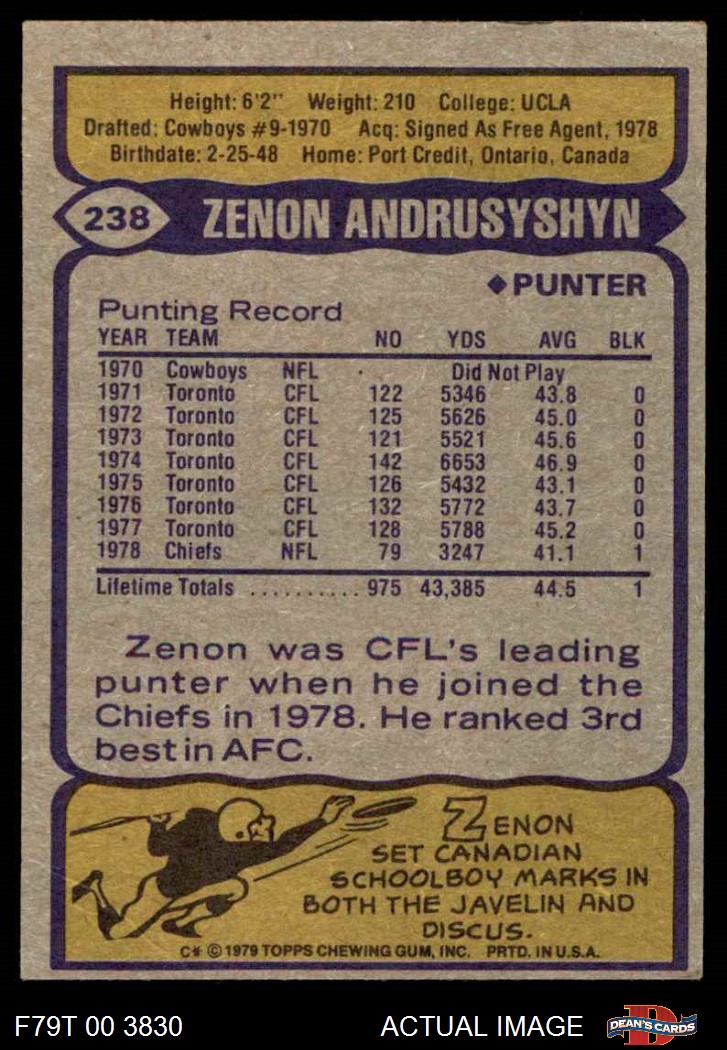 Height: 6'2" Weight: 210 College: UCLA
Drafted: Cowboys #9-1970 Acq: Signed As Free Agent, 1978
Birthdate: 2-25-48 Home: Port Credit, Ontario, Canada
238 ZENON ANDRUSYSHYN
◆PUNTER
Punting Record
YEAR TEAM NO YDS AVG BLK
1970 Cowboys NFL Did Not Play
1971 Toronto CFL 122 5346 43.8 0
1972 Toronto CFL 125 5626 45.0 0
1973 Toronto CFL 121 5521 45.6 0
1974 Toronto CFL 142 6653 46.9 0
1975 Toronto CFL 126 5432 43.1 0
1976 Toronto CFL 132 5772 43.7 0
1977 Toronto CFL 128 5788 45.2 0
1978 Chiefs NFL 79 3247 41.1 1
Lifetime Totals .......... 975 43,385 44.5 1
Zenon was CFL's leading
punter when he joined the
Chiefs in 1978. He ranked 3rd
best in AFC.
ZENON
SET CANADIAN
SCHOOLBOY MARKS IN
BOTH THE JAVELIN AND
DISCUS.
C* © 1979 TOPPS CHEWING GUM, INC. PRTD. IN U.S.A.
F79T 00 3830 ACTUAL IMAGE D DEAN'S CARDS